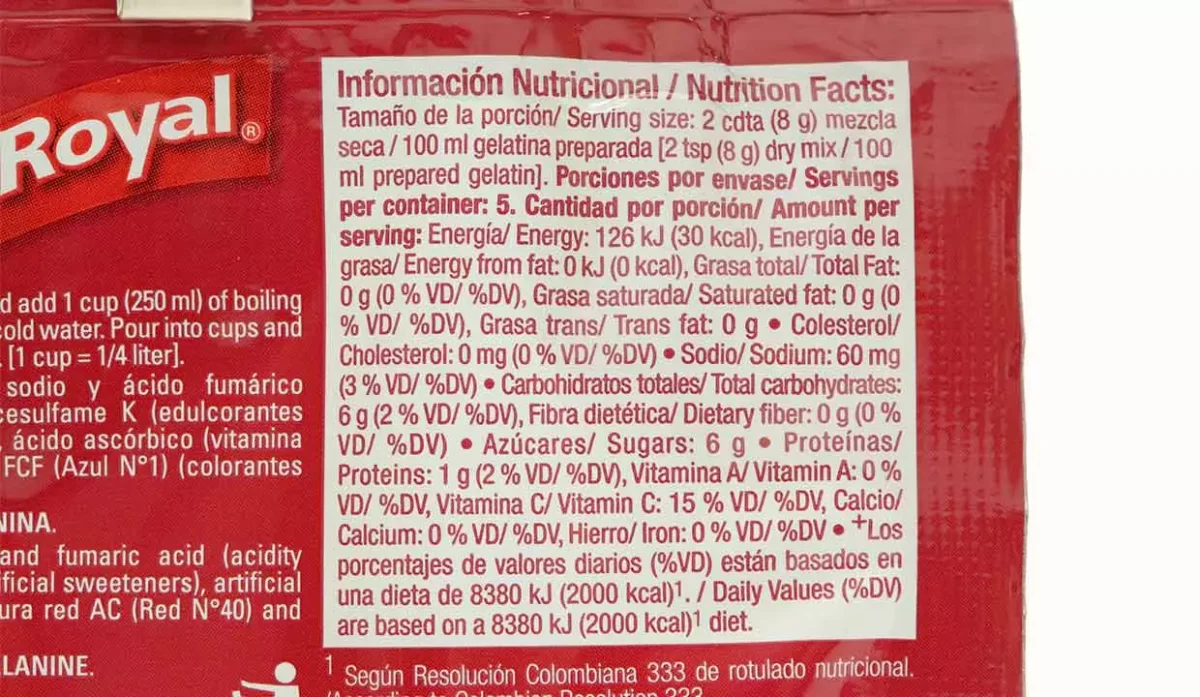 Royal®
d add 1 cup (250 ml) of boiling
cold water. Pour into cups and
[1 cup = 1/4 liter].
sodio y ácido fumárico
cesulfame K (edulcorantes
, ácido ascórbico (vitamina
FCF (Azul N°1) (colorantes
NINA.
and fumaric acid (acidity
ificial sweeteners), artificial
ura red AC (Red N°40) and
LANINE.
Información Nutricional / Nutrition Facts:
Tamaño de la porción/ Serving size: 2 cdta (8 g) mezcla
seca / 100 ml gelatina preparada [2 tsp (8 g) dry mix / 100
ml prepared gelatin]. Porciones por envase/ Servings
per container: 5. Cantidad por porción/ Amount per
serving: Energía/ Energy: 126 kJ (30 kcal), Energía de la
grasa/ Energy from fat: 0 kJ (0 kcal), Grasa total/ Total Fat:
0 g (0 % VD/ %DV), Grasa saturada/ Saturated fat: 0 g (0
% VD/ %DV), Grasa trans/ Trans fat: 0 g • Colesterol/
Cholesterol: 0 mg (0 % VD/ %DV) • Sodio/ Sodium: 60 mg
(3 % VD/ %DV) • Carbohidratos totales/ Total carbohydrates:
6 g (2 % VD/ %DV), Fibra dietética/ Dietary fiber: 0 g (0 %
VD/ %DV) • Azúcares/ Sugars: 6 g • Proteínas/
Proteins: 1 g (2 % VD/ %DV), Vitamina A/ Vitamin A: 0 %
VD/ %DV, Vitamina C/ Vitamin C: 15 % VD/ %DV, Calcio/
Calcium: 0 % VD/ %DV, Hierro/ Iron: 0 % VD/ %DV • +Los
porcentajes de valores diarios (%VD) están basados en
una dieta de 8380 kJ (2000 kcal)¹. / Daily Values (%DV)
are based on a 8380 kJ (2000 kcal)¹ diet.
¹ Según Resolución Colombiana 333 de rotulado nutricional.
/According to Colombian Resolution 333